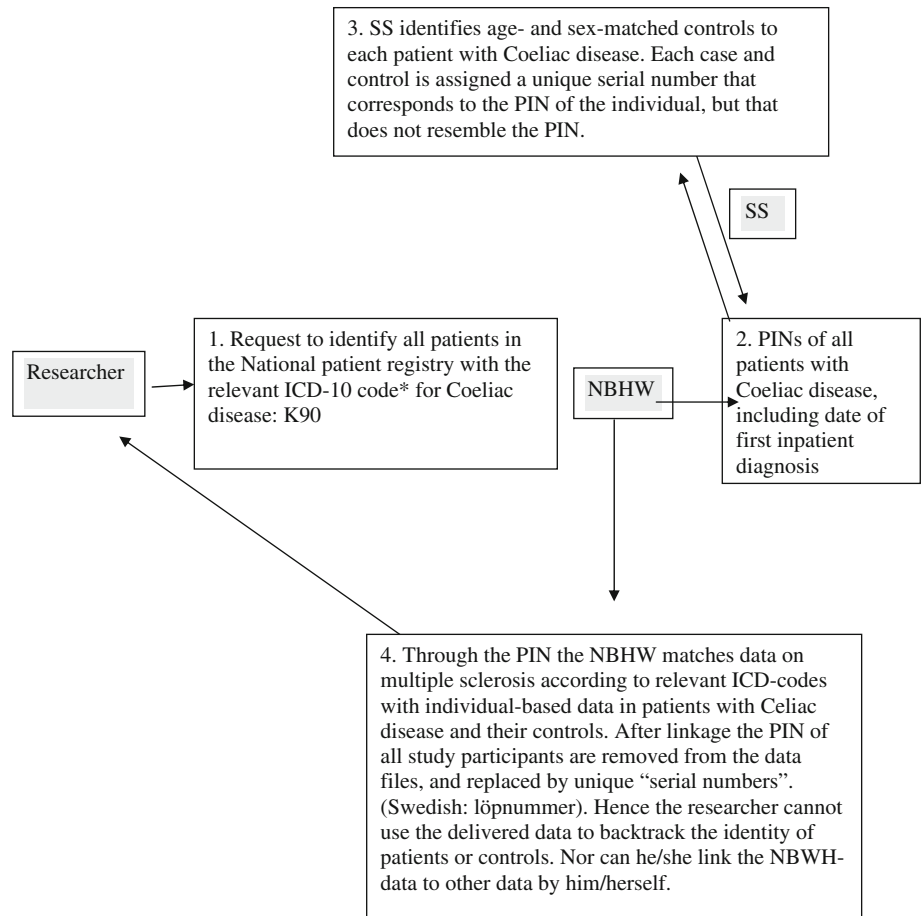 3. SS identifies age- and sex-matched controls to
each patient with Coeliac disease. Each case and
control is assigned a unique serial number that
corresponds to the PIN of the individual, but that
does not resemble the PIN.
SS
Researcher
1. Request to identify all patients in
the National patient registry with the
relevant ICD-10 code* for Coeliac
disease: K90
NBHW
2. PINs of all
patients with
Coeliac disease,
including date of
first inpatient
diagnosis
4. Through the PIN the NBHW matches data on
multiple sclerosis according to relevant ICD-codes
with individual-based data in patients with Celiac
disease and their controls. After linkage the PIN of
all study participants are removed from the data
files, and replaced by unique “serial numbers”.
(Swedish: löpnummer). Hence the researcher cannot
use the delivered data to backtrack the identity of
patients or controls. Nor can he/she link the NBWH-
data to other data by him/herself.